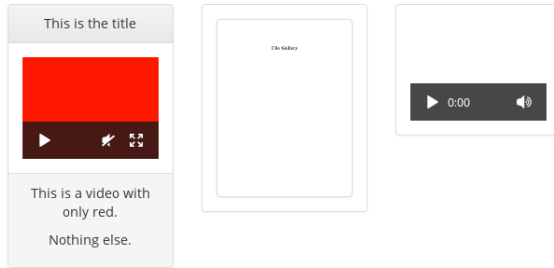 This is the title
File Gallery
0:00
This is a video with
only red.
Nothing else.